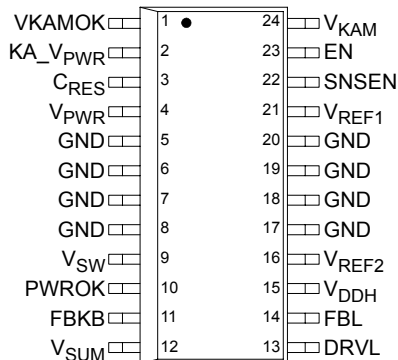 VKAMOK 1 24 VKAM
KA_VPWR 2 23 EN
CRES 3 22 SNSEN
VPWR 4 21 VREF1
GND 5 20 GND
GND 6 19 GND
GND 7 18 GND
GND 8 17 GND
VSW 9 16 VREF2
PWROK 10 15 VDDH
FBKB 11 14 FBL
VSUM 12 13 DRVL